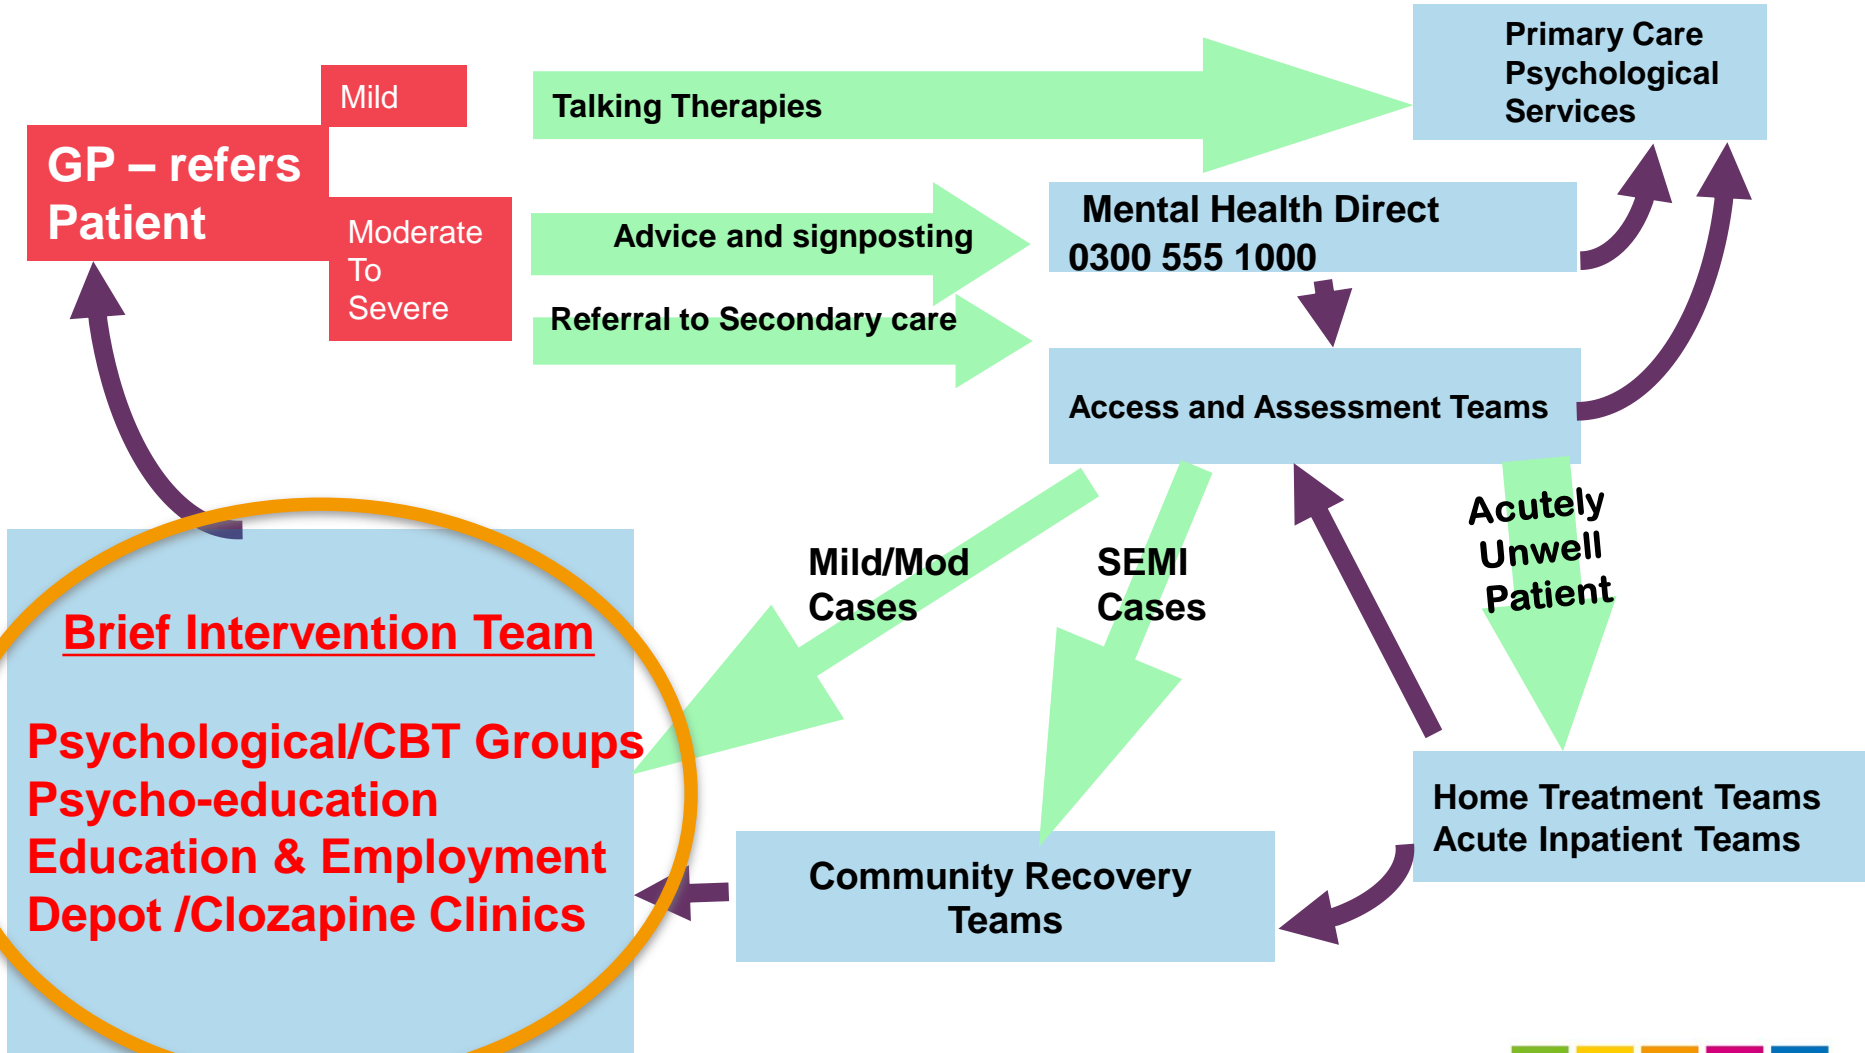 Primary Care
Psychological
Services
Mild
Talking Therapies
GP – refers
Patient
Moderate
To
Severe
Advice and signposting
Mental Health Direct
0300 555 1000
Referral to Secondary care
Access and Assessment Teams
Acutely
Unwell
Patient
Mild/Mod
Cases
SEMI
Cases
Brief Intervention Team
Psychological/CBT Groups
Psycho-education
Education & Employment
Depot /Clozapine Clinics
Home Treatment Teams
Acute Inpatient Teams
Community Recovery
Teams